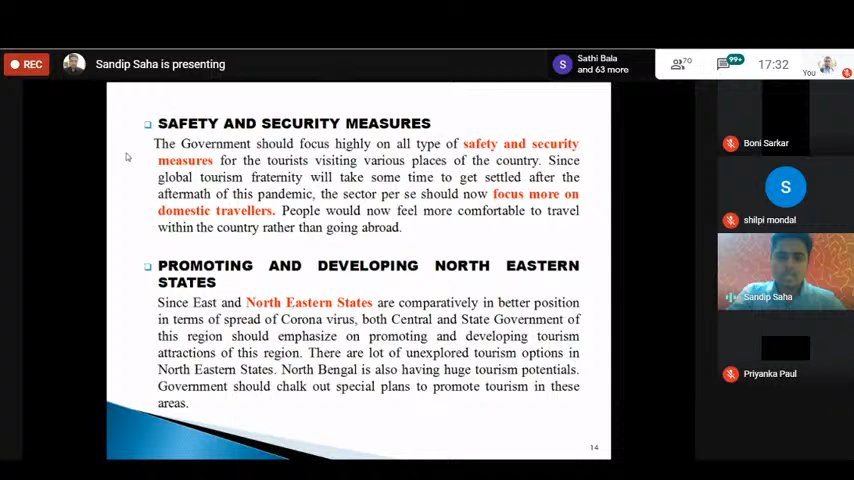 REC
Sandip Saha is presenting
Sathi Bala
and 63 more
S
70
99+
17:32
You
SAFETY AND SECURITY MEASURES
The Government should focus highly on all type of safety and security
measures for the tourists visiting various places of the country. Since
global tourism fraternity will take some time to get settled after the
aftermath of this pandemic, the sector per se should now focus more on
domestic travellers. People would now feel more comfortable to travel
within the country rather than going abroad.
PROMOTING AND DEVELOPING NORTH EASTERN
STATES
Since East and North Eastern States are comparatively in better position
in terms of spread of Corona virus, both Central and State Government of
this region should emphasize on promoting and developing tourism
attractions of this region. There are lot of unexplored tourism options in
North Eastern States. North Bengal is also having huge tourism potentials.
Government should chalk out special plans to promote tourism in these
areas.
14
Boni Sarkar
S
shilpi mondal
Sandip Saha
Priyanka Paul